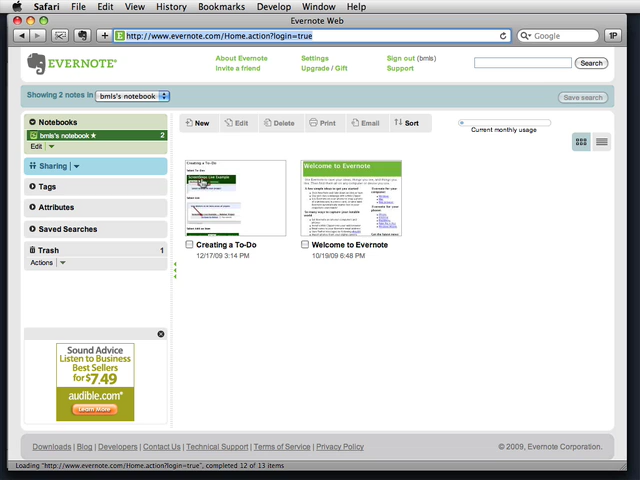 Safari File Edit View History Bookmarks Develop Window Help
Evernote Web
http://www.evernote.com/Home.action?login=true
Google
1P
EVERNOTE
About Evernote Settings Sign out (bmls)
Invite a friend Upgrade / Gift Support
Search
Showing 2 notes in bmls's notebook
Save search
Notebooks
bmls's notebook ★ 2
Edit
Sharing
Tags
Attributes
Saved Searches
Trash 1
Actions
New Edit Delete Print Email Sort
Current monthly usage
Creating a To-Do
Welcome to Evernote
Creating a To-Do
12/17/09 3:14 PM
Welcome to Evernote
10/19/09 6:48 PM
Sound Advice
Listen to Business
Best Sellers
for $7.49
audible.com
Learn More
Downloads | Blog | Developers | Contact Us | Technical Support | Terms of Service | Privacy Policy
© 2009, Evernote Corporation.
Loading "http://www.evernote.com/Home.action?login=true", completed 12 of 13 items